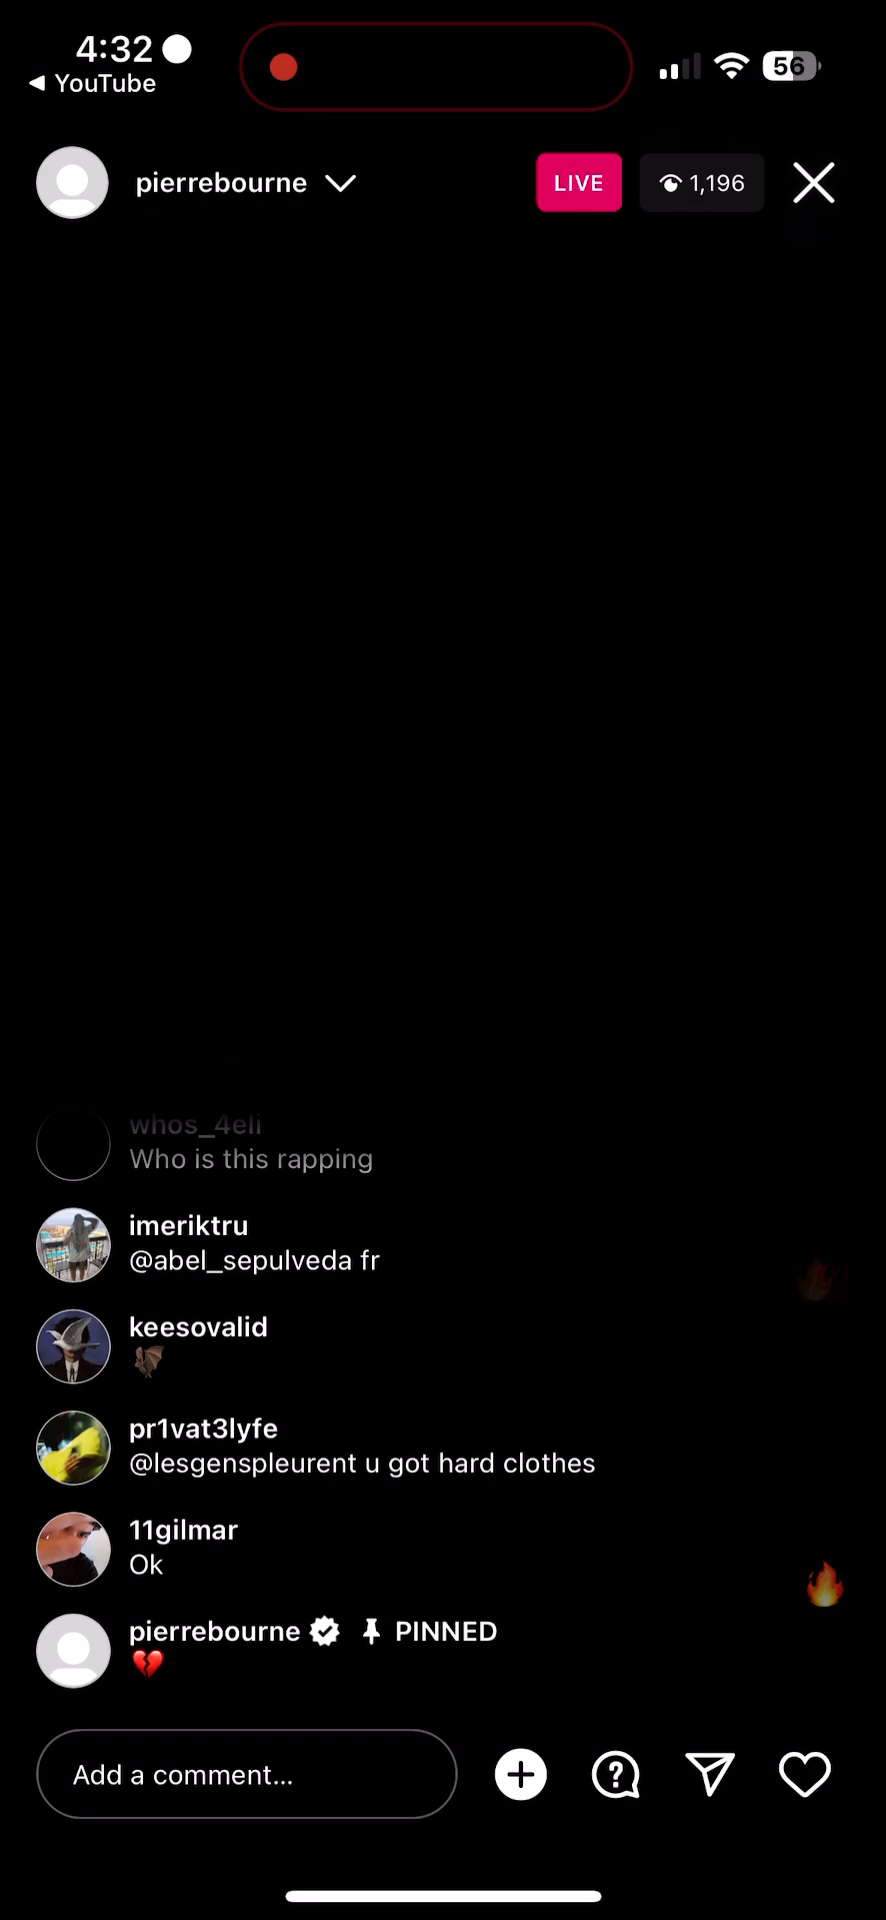 4:32
YouTube
56
pierrebourne
LIVE
1,196
whos_4eli
Who is this rapping
imeriktru
@abel_sepulveda fr
keesovalid
🦇
pr1vat3lyfe
@lesgenspleurent u got hard clothes
11gilmar
Ok
pierrebourne PINNED
💔
Add a comment...